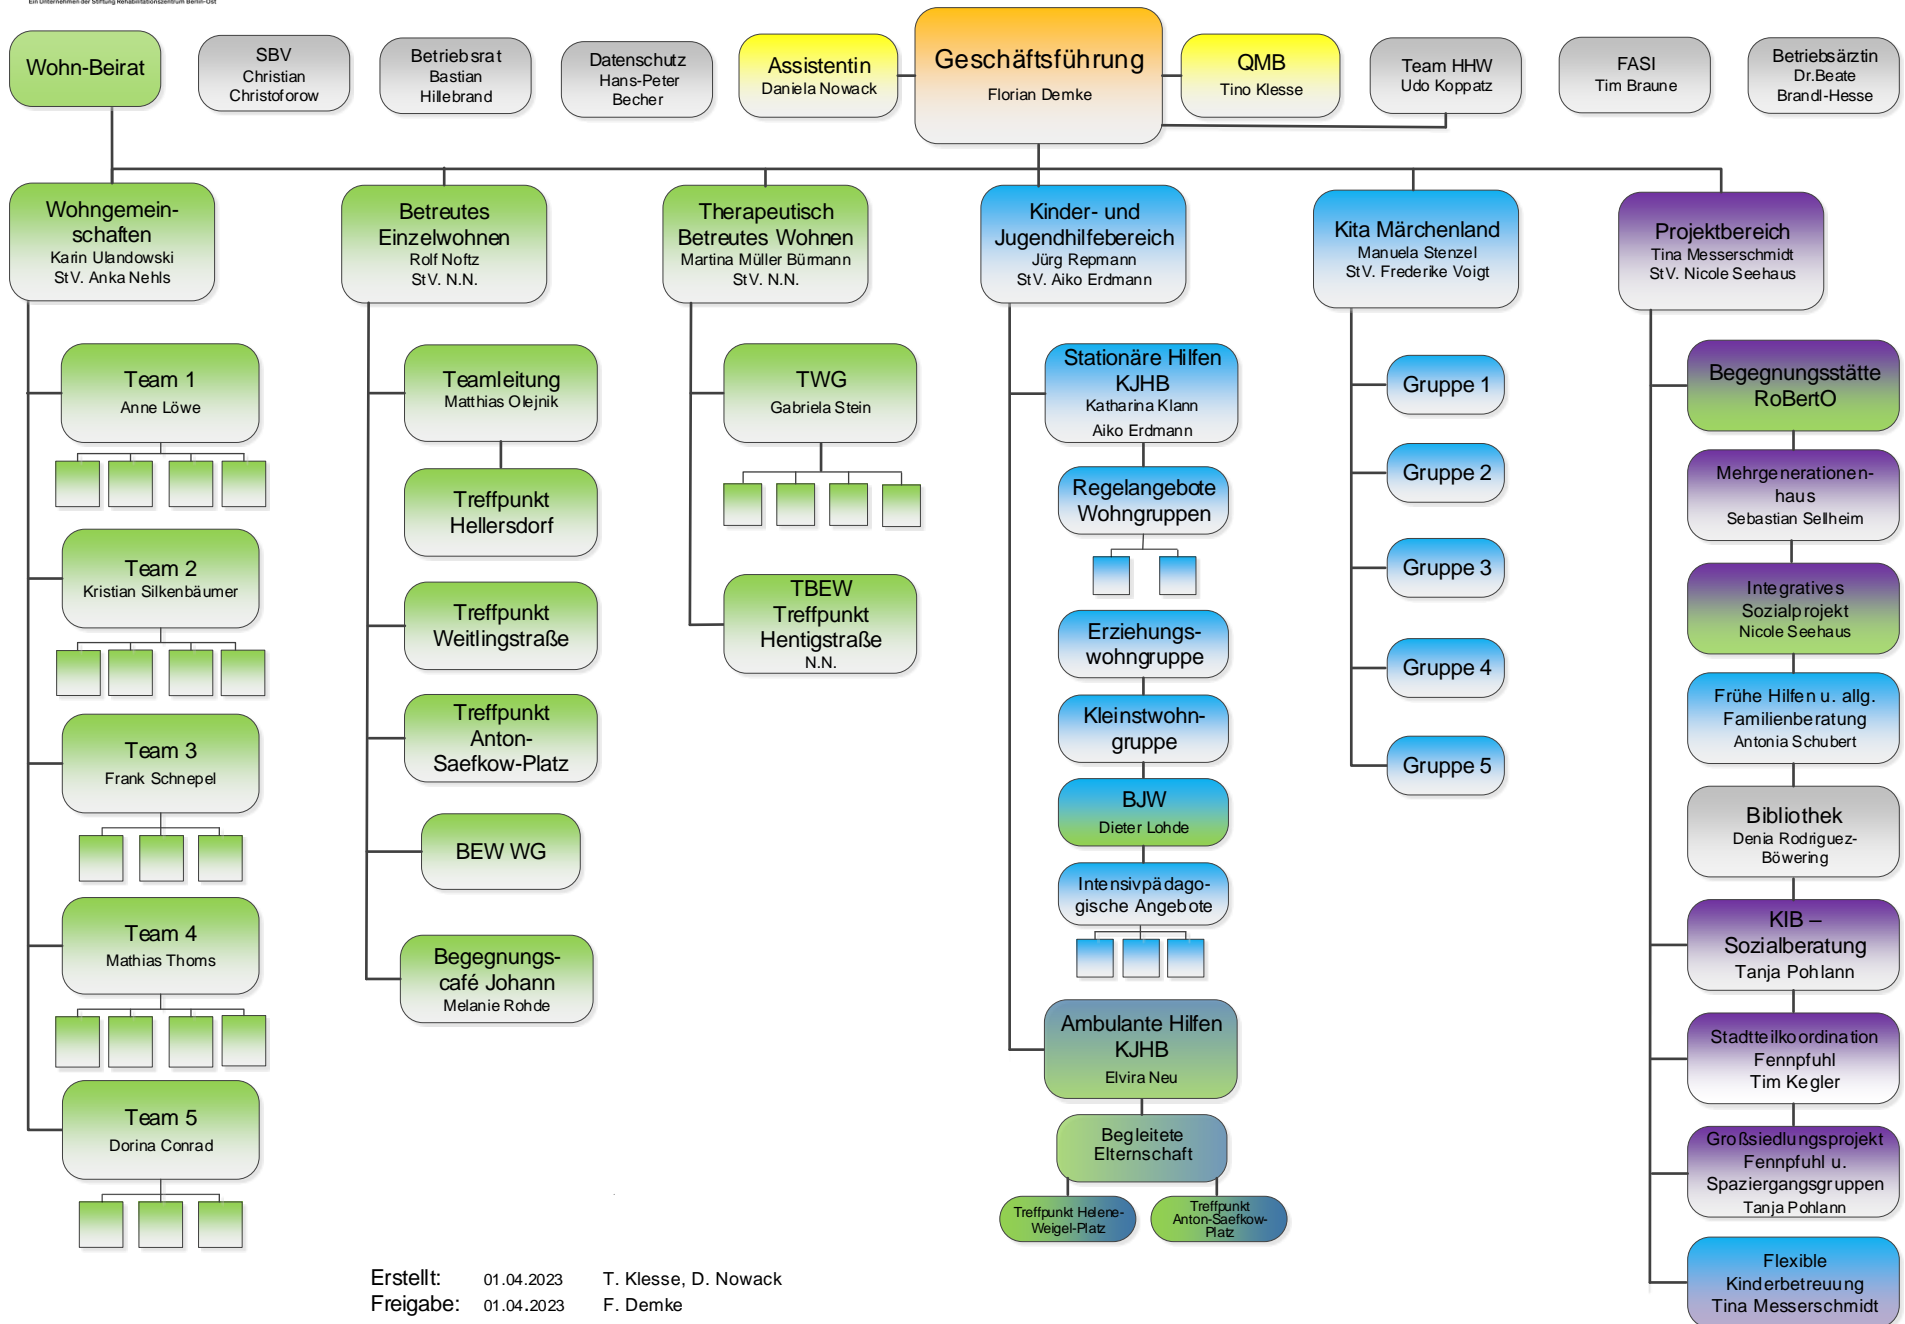 Ein Unternehmen der Stiftung Rehabilitationszentrum Berlin-Ost
Wohn-Beirat
SBV
Christian
Christoforow
Betriebsrat
Bastian
Hillebrand
Datenschutz
Hans-Peter
Becher
Assistentin
Daniela Nowack
Geschäftsführung
Florian Demke
QMB
Tino Klesse
Team HHW
Udo Koppatz
FASI
Tim Braune
Betriebsärztin
Dr.Beate
Brandl-Hesse
Wohngemein-
schaften
Karin Ulandowski
StV. Anka Nehls
Team 1
Anne Löwe
Team 2
Kristian Silkenbäumer
Team 3
Frank Schnepel
Team 4
Mathias Thoms
Team 5
Dorina Conrad
Betreutes
Einzelwohnen
Rolf Noftz
StV. N.N.
Teamleitung
Matthias Olejnik
Treffpunkt
Hellersdorf
Treffpunkt
Weitlingstraße
Treffpunkt
Anton-
Saefkow-Platz
BEW WG
Begegnungs-
café Johann
Melanie Rohde
Therapeutisch
Betreutes Wohnen
Martina Müller Bürmann
StV. N.N.
TWG
Gabriela Stein
TBEW
Treffpunkt
Hentigstraße
N.N.
Kinder- und
Jugendhilfebereich
Jürg Repmann
StV. Aiko Erdmann
Stationäre Hilfen
KJHB
Katharina Klann
Aiko Erdmann
Regelangebote
Wohngruppen
Erziehungs-
wohngruppe
Kleinstwohn-
gruppe
BJW
Dieter Lohde
Intensivpädago-
gische Angebote
Ambulante Hilfen
KJHB
Elvira Neu
Begleitete
Elternschaft
Treffpunkt Helene-
Weigel-Platz
Treffpunkt
Anton-Saefkow-
Platz
Kita Märchenland
Manuela Stenzel
StV. Frederike Voigt
Gruppe 1
Gruppe 2
Gruppe 3
Gruppe 4
Gruppe 5
Projektbereich
Tina Messerschmidt
StV. Nicole Seehaus
Begegnungsstätte
RoBertO
Mehrgenerationen-
haus
Sebastian Sellheim
Integratives
Sozialprojekt
Nicole Seehaus
Frühe Hilfen u. allg.
Familienberatung
Antonia Schubert
Bibliothek
Denia Rodriguez-
Böwering
KIB –
Sozialberatung
Tanja Pohlann
Stadtteilkoordination
Fennpfuhl
Tim Kegler
Großsiedlungsprojekt
Fennpfuhl u.
Spaziergangsgruppen
Tanja Pohlann
Flexible
Kinderbetreuung
Tina Messerschmidt
Erstellt: 01.04.2023 T. Klesse, D. Nowack
Freigabe: 01.04.2023 F. Demke